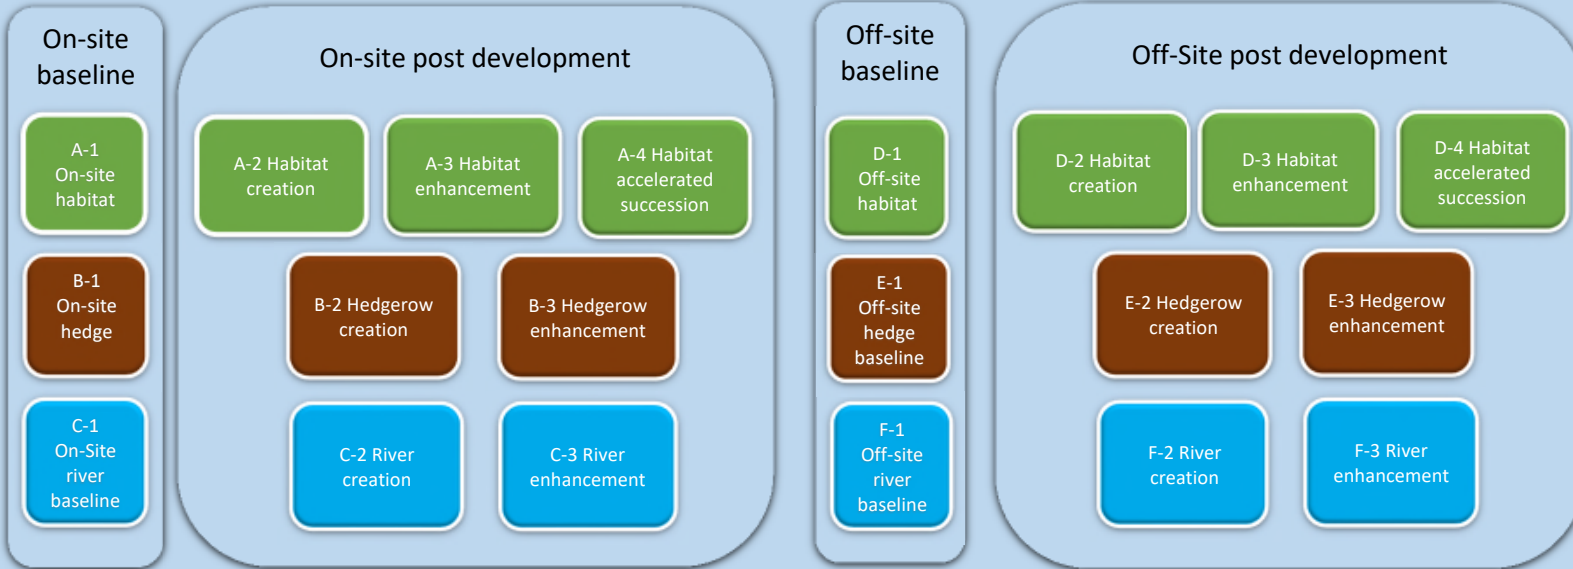 On-site
baseline
A-1
On-site
habitat
B-1
On-site
hedge
C-1
On-Site
river
baseline
On-site post development
A-2 Habitat
creation
A-3 Habitat
enhancement
A-4 Habitat
accelerated
succession
B-2 Hedgerow
creation
B-3 Hedgerow
enhancement
C-2 River
creation
C-3 River
enhancement
Off-site
baseline
D-1
Off-site
habitat
E-1
Off-site
hedge
baseline
F-1
Off-site
river
baseline
Off-Site post development
D-2 Habitat
creation
D-3 Habitat
enhancement
D-4 Habitat
accelerated
succession
E-2 Hedgerow
creation
E-3 Hedgerow
enhancement
F-2 River
creation
F-3 River
enhancement